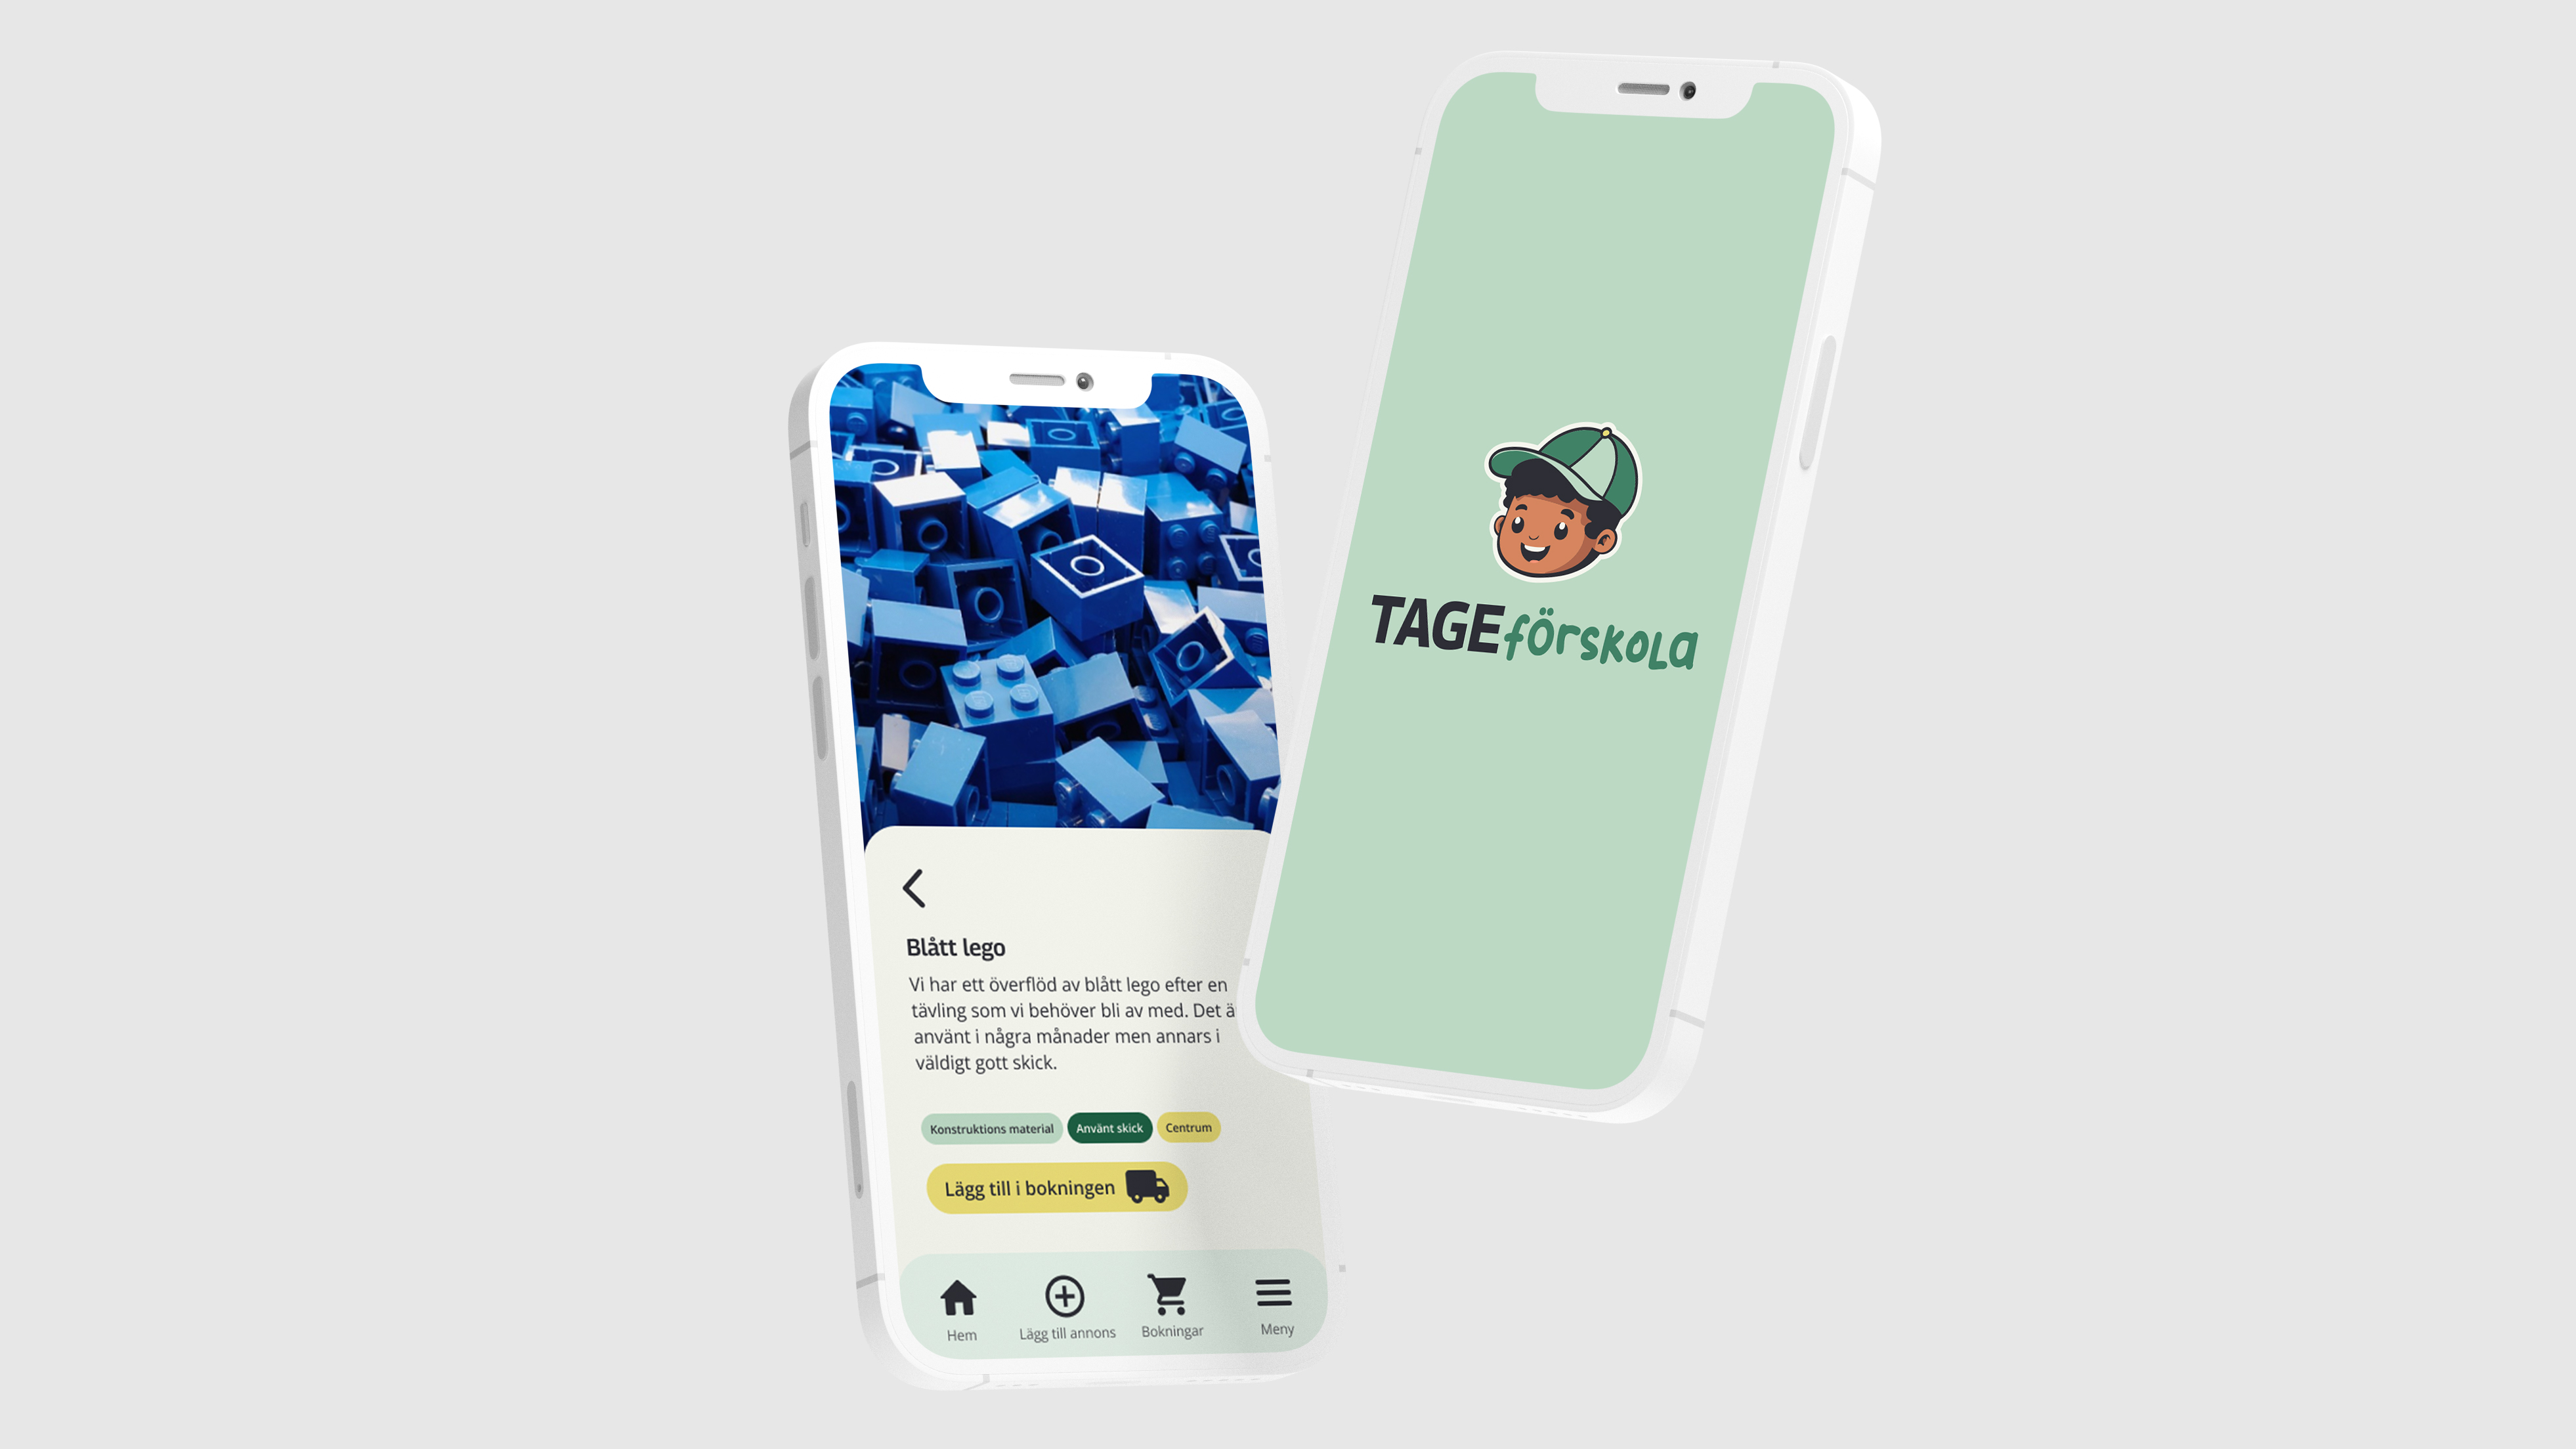 TAGEförskola
Blått lego
Vi har ett överflöd av blått lego efter en
tävling som vi behöver bli av med. Det
använt i några månader men annars i
väldigt gott skick.
Konstruktions material Använt skick Centrum
Lägg till i bokningen
Hem Lägg till annons Bokningar Meny